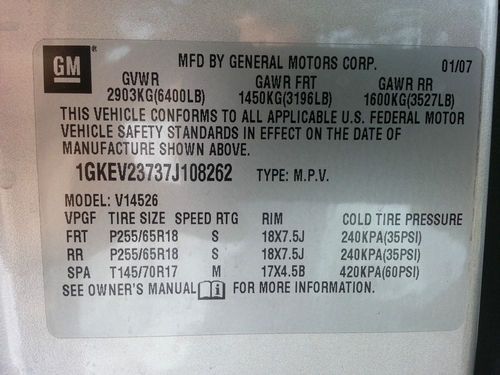 GM
MFD BY GENERAL MOTORS CORP. 01/07
GVWR GAWR FRT GAWR RR
2903KG(6400LB) 1450KG(3196LB) 1600KG(3527LB)
THIS VEHICLE CONFORMS TO ALL APPLICABLE U.S. FEDERAL MOTOR
VEHICLE SAFETY STANDARDS IN EFFECT ON THE DATE OF
MANUFACTURE SHOWN ABOVE.
1GKEV23737J108262 TYPE: M.P.V.
MODEL: V14526
VPGF TIRE SIZE SPEED RTG RIM COLD TIRE PRESSURE
FRT P255/65R18 S 18X7.5J 240KPA(35PSI)
RR P255/65R18 S 18X7.5J 240KPA(35PSI)
SPA T145/70R17 M 17X4.5B 420KPA(60PSI)
SEE OWNER'S MANUAL FOR MORE INFORMATION.